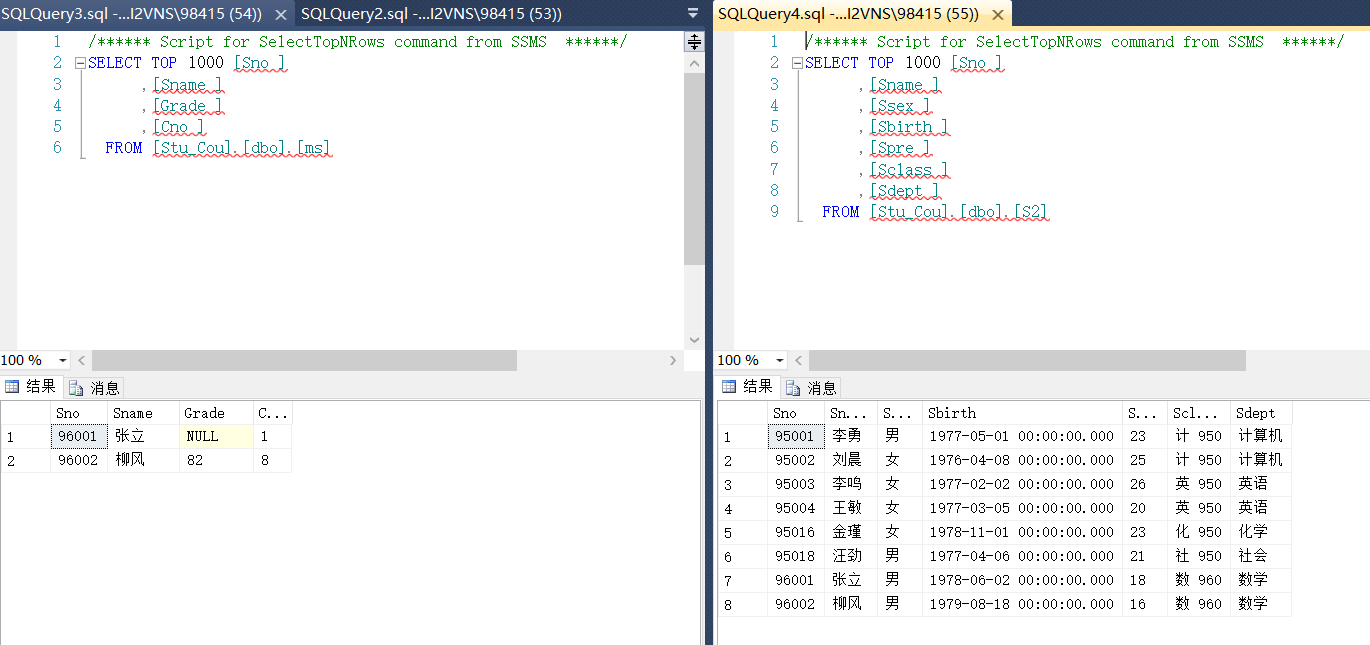 SQLQuery3.sql -...I2VNS\98415 (54))
SQLQuery2.sql -...I2VNS\98415 (53))
1 /****** Script for SelectTopNRows command from SSMS  ******/
2 SELECT TOP 1000 [Sno ]
3 ,[Sname ]
4 ,[Grade ]
5 ,[Cno ]
6 FROM [Stu_Cou].[dbo].[ms]
100 %
结果 消息
Sno Sname Grade C...
1 96001 张立 NULL 1
2 96002 柳风 82 8
SQLQuery4.sql -...I2VNS\98415 (55))
1 /****** Script for SelectTopNRows command from SSMS  ******/
2 SELECT TOP 1000 [Sno ]
3 ,[Sname ]
4 ,[Ssex ]
5 ,[Sbirth ]
6 ,[Spre ]
7 ,[Sclass ]
8 ,[Sdept ]
9 FROM [Stu_Cou].[dbo].[S2]
100 %
结果 消息
Sno Sn... S... Sbirth S... Scl... Sdept
1 95001 李勇 男 1977-05-01 00:00:00.000 23 计 950 计算机
2 95002 刘晨 女 1976-04-08 00:00:00.000 25 计 950 计算机
3 95003 李鸣 女 1977-02-02 00:00:00.000 26 英 950 英语
4 95004 王敏 女 1977-03-05 00:00:00.000 20 英 950 英语
5 95016 金瑾 女 1978-11-01 00:00:00.000 23 化 950 化学
6 95018 汪劲 男 1977-04-06 00:00:00.000 21 社 950 社会
7 96001 张立 男 1978-06-02 00:00:00.000 18 数 960 数学
8 96002 柳风 男 1979-08-18 00:00:00.000 16 数 960 数学